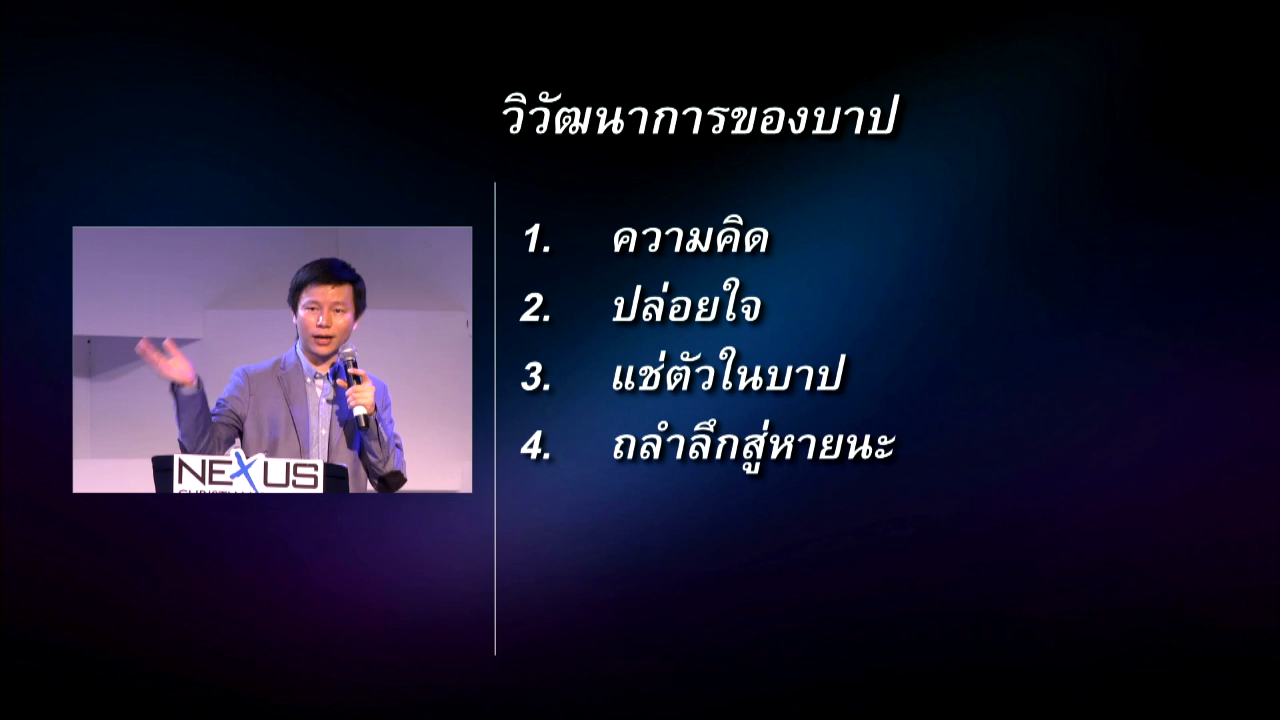 วิวัฒนาการของบาป
1. ความคิด
2. ปล่อยใจ
3. แช่ตัวในบาป
4. ถลำลึกสู่หายนะ
NEXUS